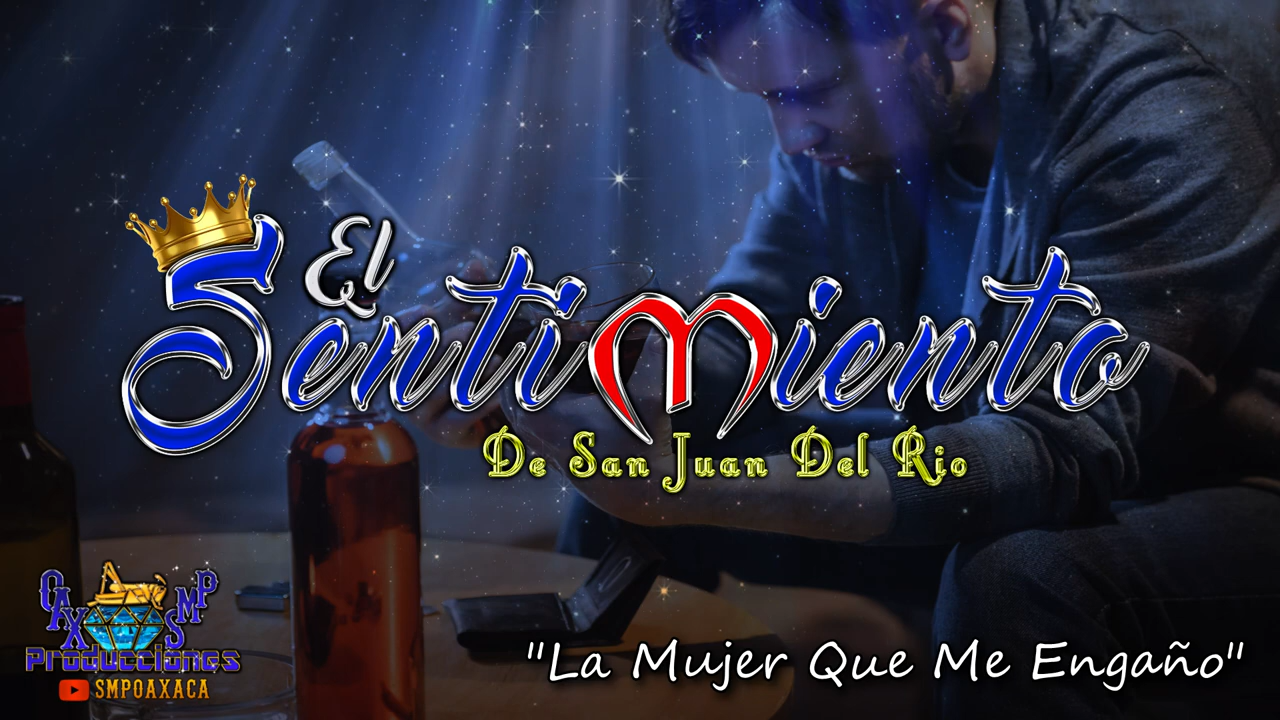 El
Sentimiento
De San Juan Del Rio
OAX SMP
Producciones
SMPOAXACA
"La Mujer Que Me Engaño"